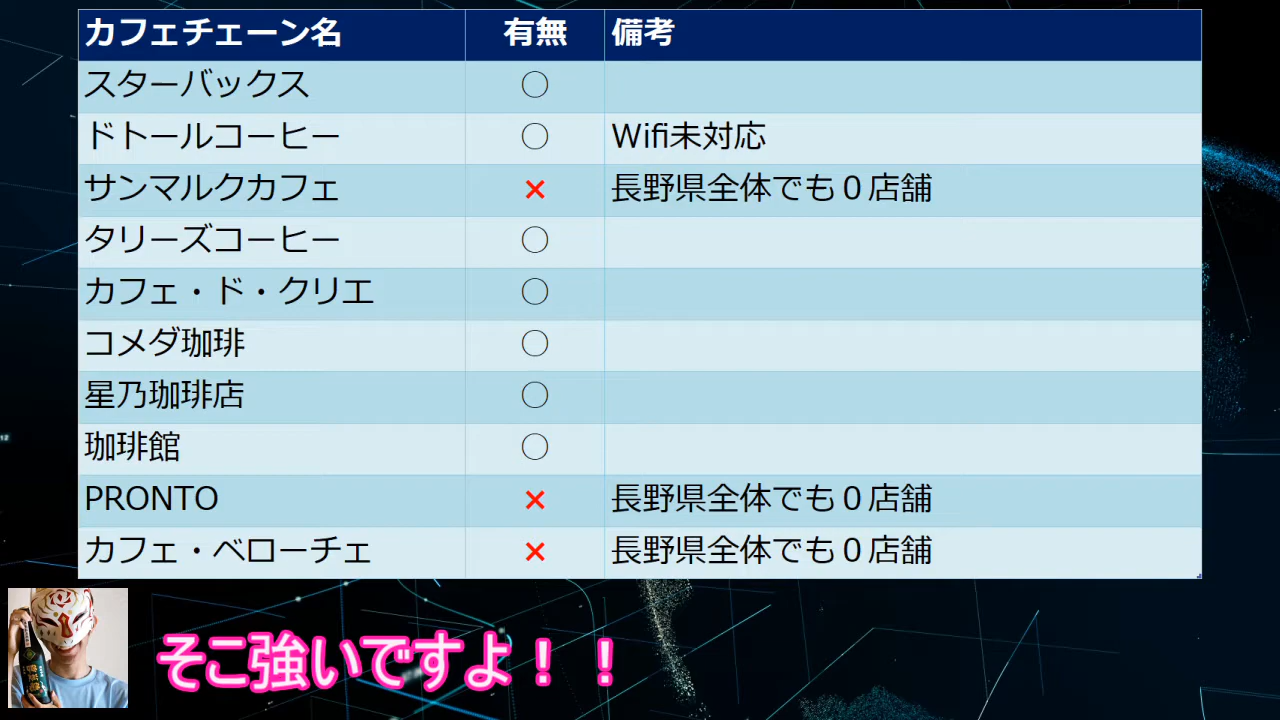 カフェチェーン名 有無 備考
スターバックス ○
ドトールコーヒー ○ Wifi未対応
サンマルクカフェ × 長野県全体でも０店舗
タリーズコーヒー ○
カフェ・ド・クリエ ○
コメダ珈琲 ○
星乃珈琲店 ○
珈琲館 ○
PRONTO × 長野県全体でも０店舗
カフェ・ベローチェ × 長野県全体でも０店舗
そこ強いですよ！！